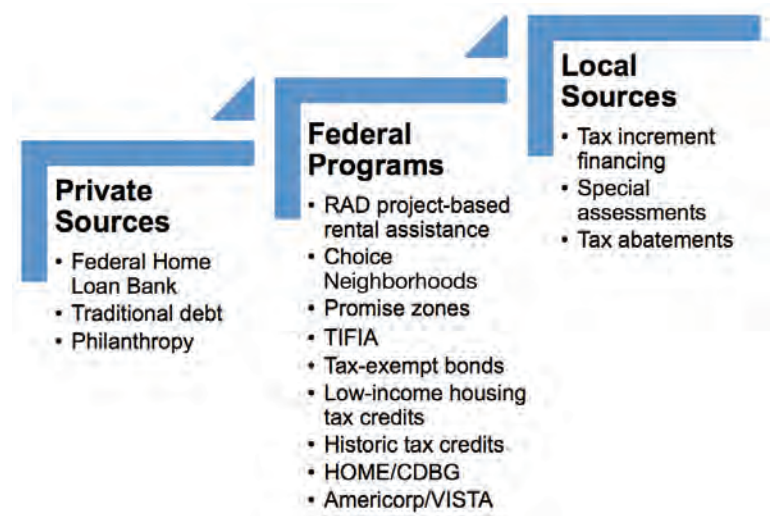 Private
Sources
• Federal Home
Loan Bank
• Traditional debt
• Philanthropy
Federal
Programs
• RAD project-based
rental assistance
• Choice
Neighborhoods
• Promise zones
• TIFIA
• Tax-exempt bonds
• Low-income housing
tax credits
• Historic tax credits
• HOME/CDBG
• Americorp/VISTA
Local
Sources
• Tax increment
financing
• Special
assessments
• Tax abatements